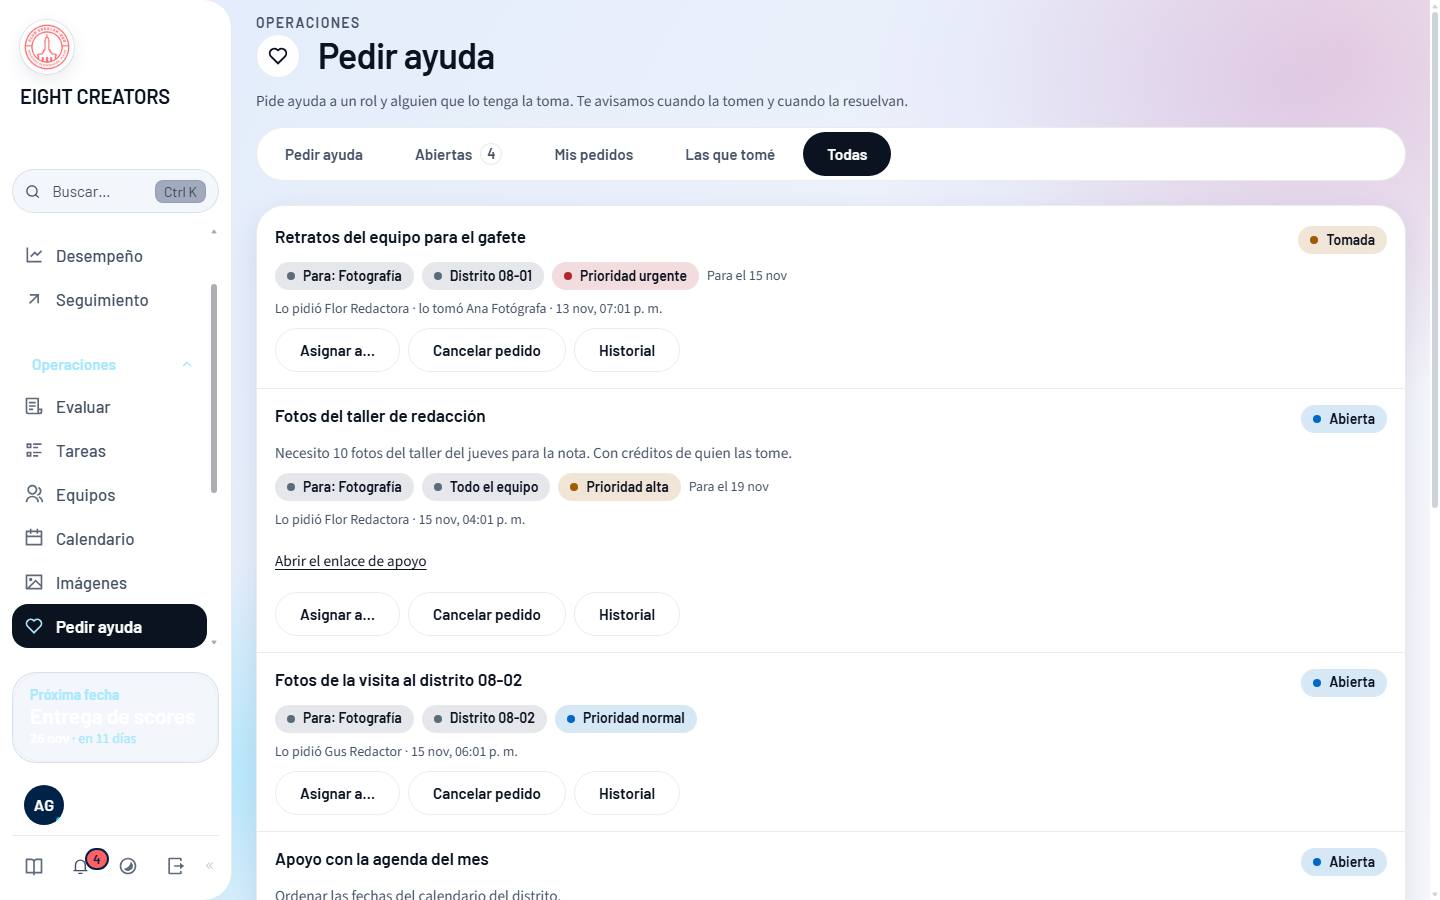 EIGHT CREATORS
Buscar...
Ctrl K
Desempeño
Seguimiento
Operaciones
Evaluar
Tareas
Equipos
Calendario
Imágenes
Pedir ayuda
Próxima fecha
Entrega de scores
26 nov · en 11 días
AG
4
«
OPERACIONES
Pedir ayuda
Pide ayuda a un rol y alguien que lo tenga la toma. Te avisamos cuando la tomen y cuando la resuelvan.
Pedir ayuda Abiertas 4 Mis pedidos Las que tomé Todas
Retratos del equipo para el gafete
Tomada
Para: Fotografía Distrito 08-01 Prioridad urgente Para el 15 nov
Lo pidió Flor Redactora · lo tomó Ana Fotógrafa · 13 nov, 07:01 p. m.
Asignar a... Cancelar pedido Historial
Fotos del taller de redacción
Abierta
Necesito 10 fotos del taller del jueves para la nota. Con créditos de quien las tome.
Para: Fotografía Todo el equipo Prioridad alta Para el 19 nov
Lo pidió Flor Redactora · 15 nov, 04:01 p. m.
Abrir el enlace de apoyo
Asignar a... Cancelar pedido Historial
Fotos de la visita al distrito 08-02
Abierta
Para: Fotografía Distrito 08-02 Prioridad normal
Lo pidió Gus Redactor · 15 nov, 06:01 p. m.
Asignar a... Cancelar pedido Historial
Apoyo con la agenda del mes
Abierta
Ordenar las fechas del calendario del distrito.